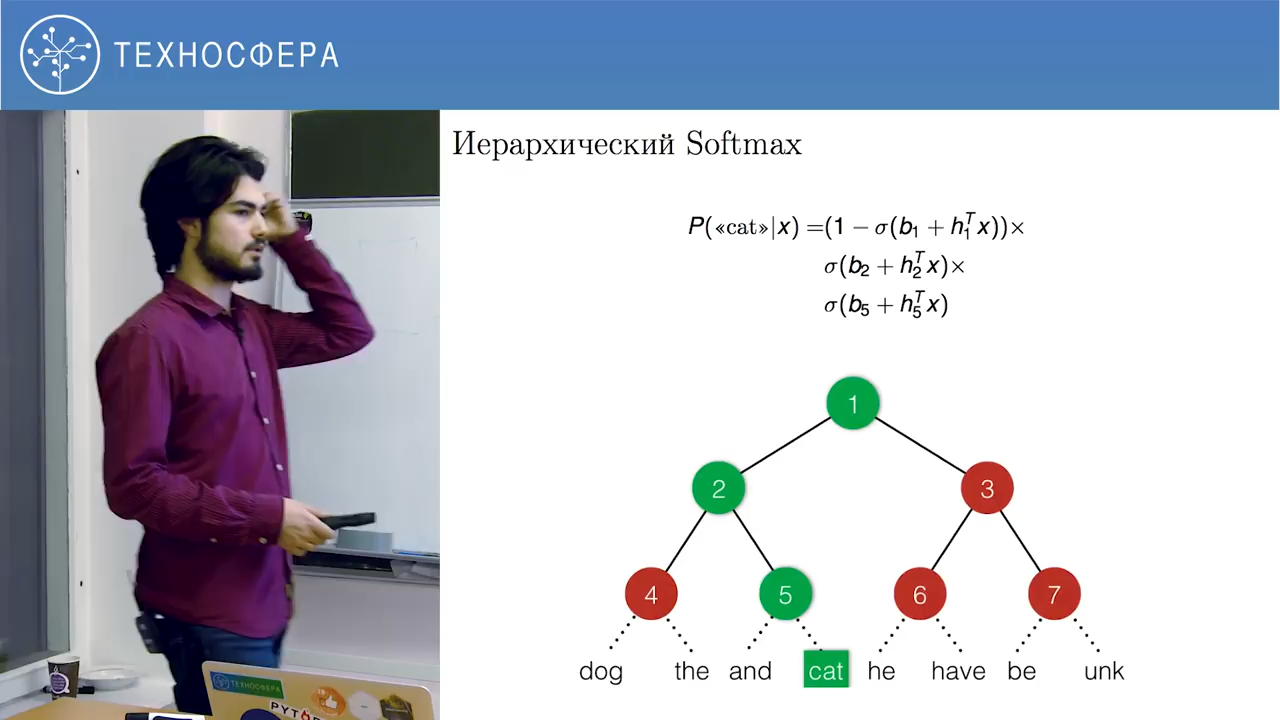 ТЕХНОСФЕРА
Иерархический Softmax
P(«cat»|x) =(1 − σ(b₁ + h₁ᵀx))×
σ(b₂ + h₂ᵀx)×
σ(b₅ + h₅ᵀx)
1
2 3
4 5 6 7
dog the and cat he have be unk
ТЕХНОСФЕРА